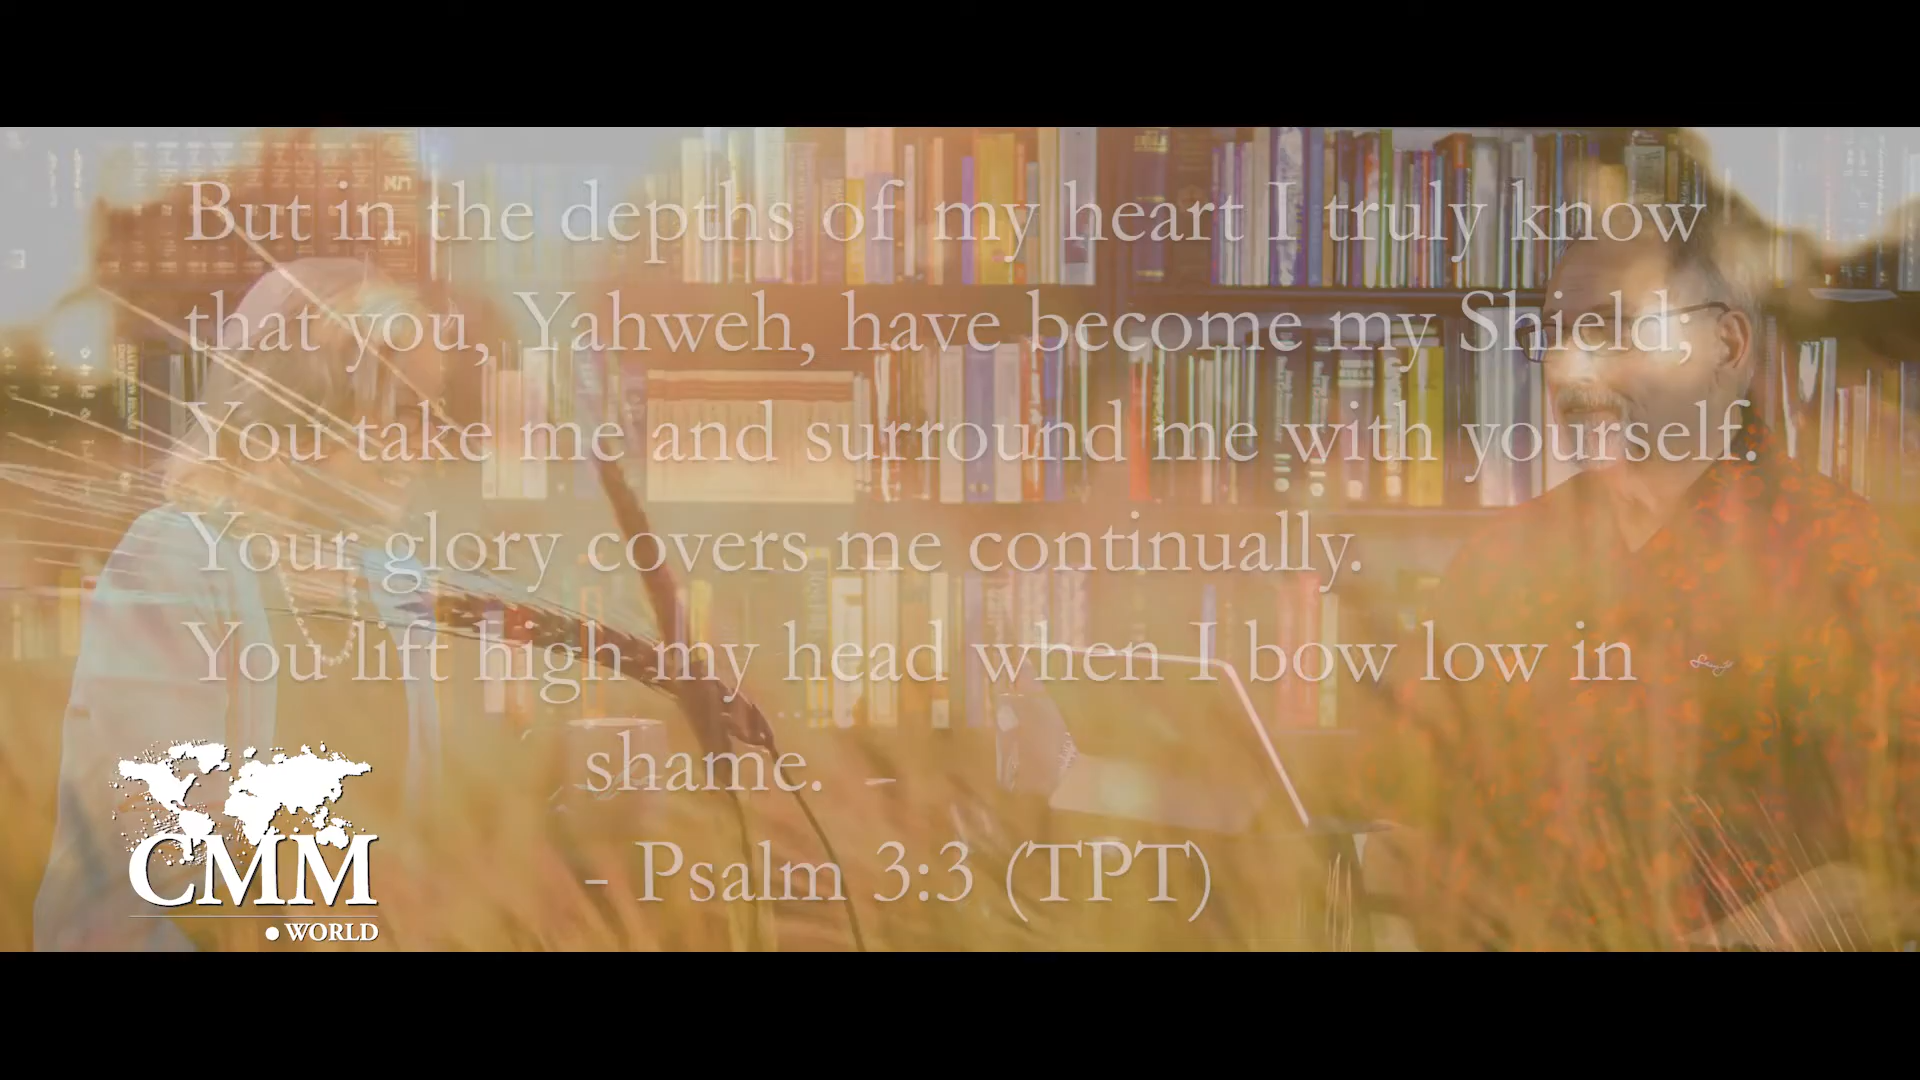 But in the depths of my heart I truly know
that you, Yahweh, have become my Shield;
You take me and surround me with yourself.
Your glory covers me continually.
You lift high my head when I bow low in
shame. –
- Psalm 3:3 (TPT)
CMM
•WORLD